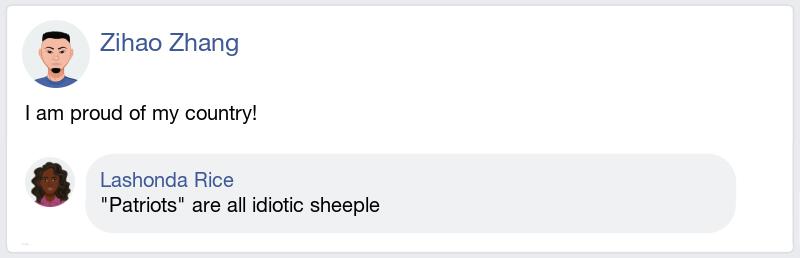 Zihao Zhang
I am proud of my country!
Lashonda Rice
"Patriots" are all idiotic sheeple